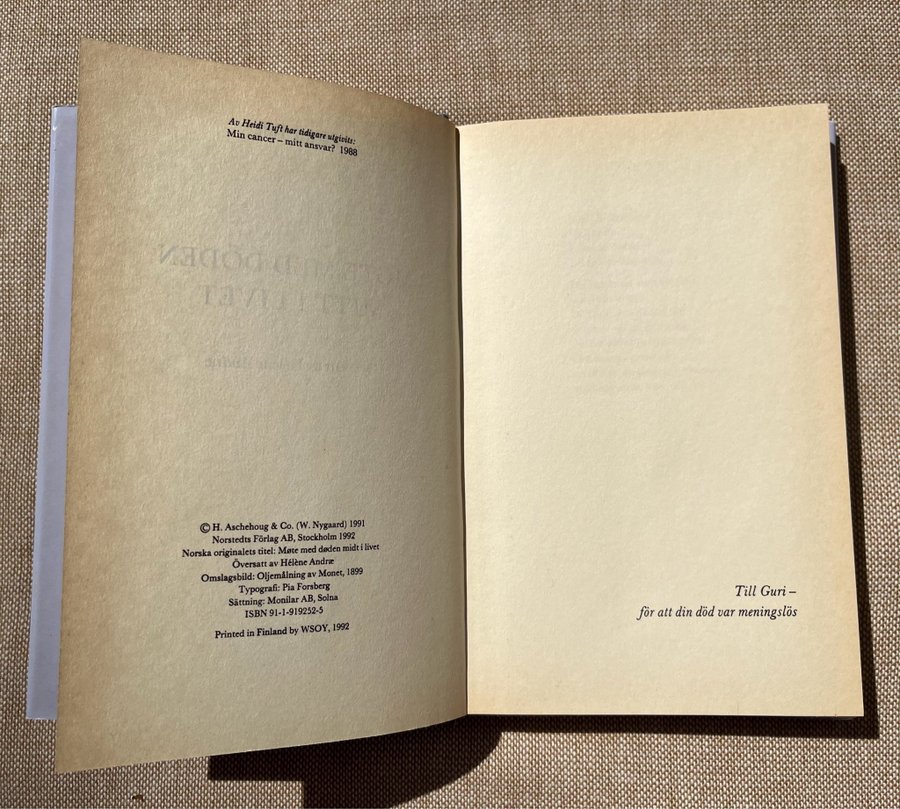 Av Heidi Tuft har tidigare utgivits:
Min cancer – mitt ansvar? 1988
MED DÖDEN
I LIVET
© H. Aschehoug & Co. (W. Nygaard) 1991
Norstedts Förlag AB, Stockholm 1992
Norska originalets titel: Møte med døden midt i livet
Översatt av Hélène Andræ
Omslagsbild: Oljemålning av Monet, 1899
Typografi: Pia Forsberg
Sättning: Monilar AB, Solna
ISBN 91-1-919252-5
Printed in Finland by WSOY, 1992
Till Guri –
för att din död var meningslös